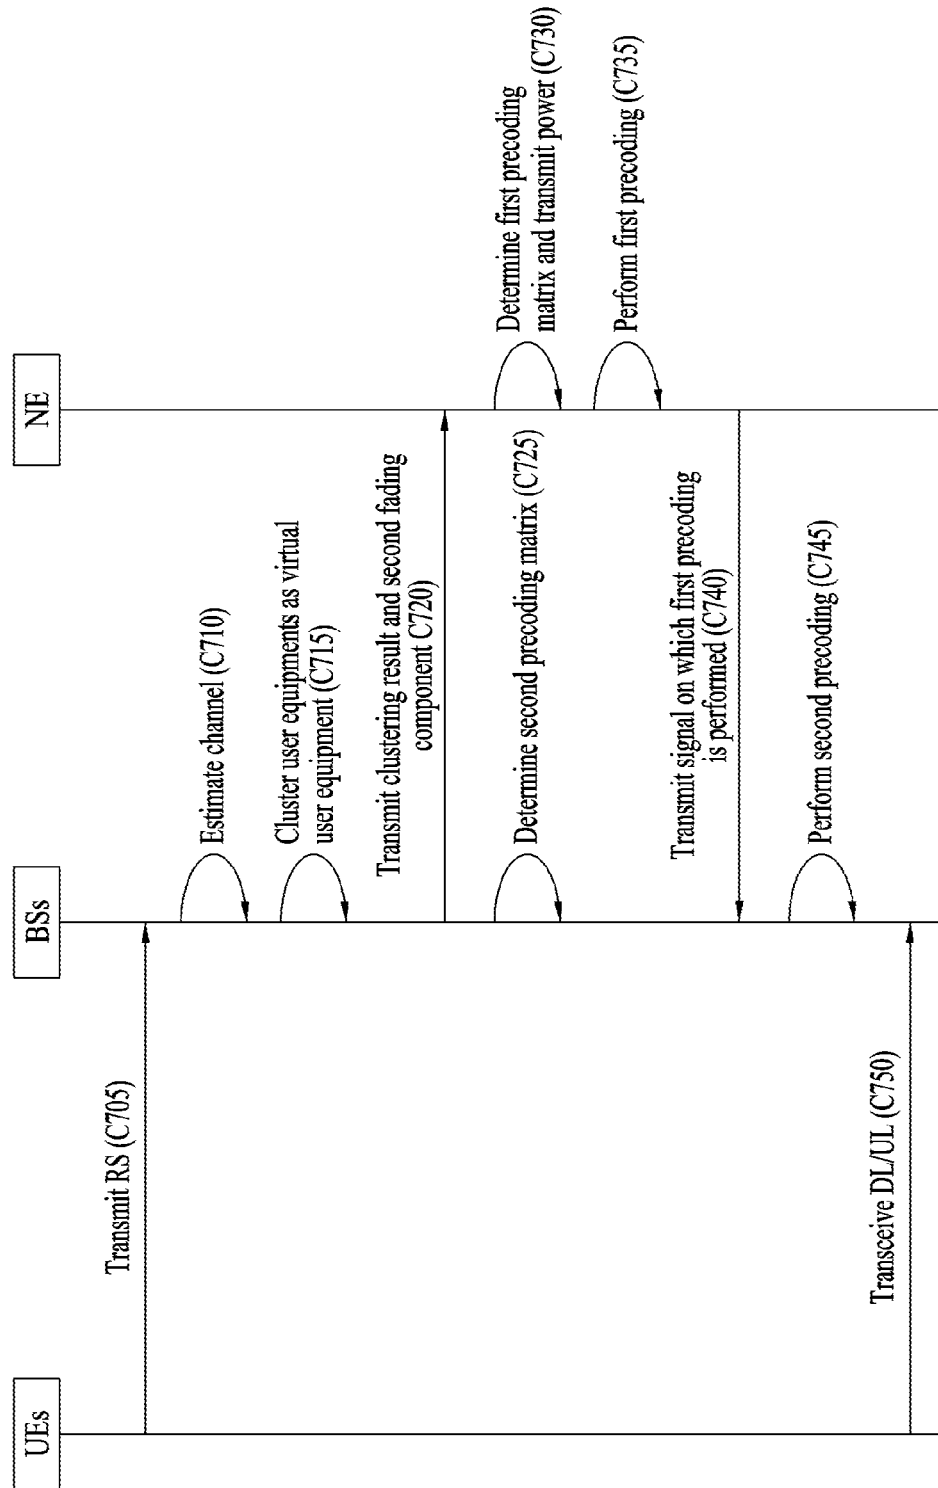 UEs
BSs
NE
Transmit RS (C705)
Estimate channel (C710)
Cluster user equipments as virtual
user equipment (C715)
Transmit clustering result and second fading
component C720)
Determine second precoding matrix (C725)
Determine first precoding
matrix and transmit power (C730)
Perform first precoding (C735)
Transmit signal on which first precoding
is performed (C740)
Perform second precoding (C745)
Transceive DL/UL (C750)